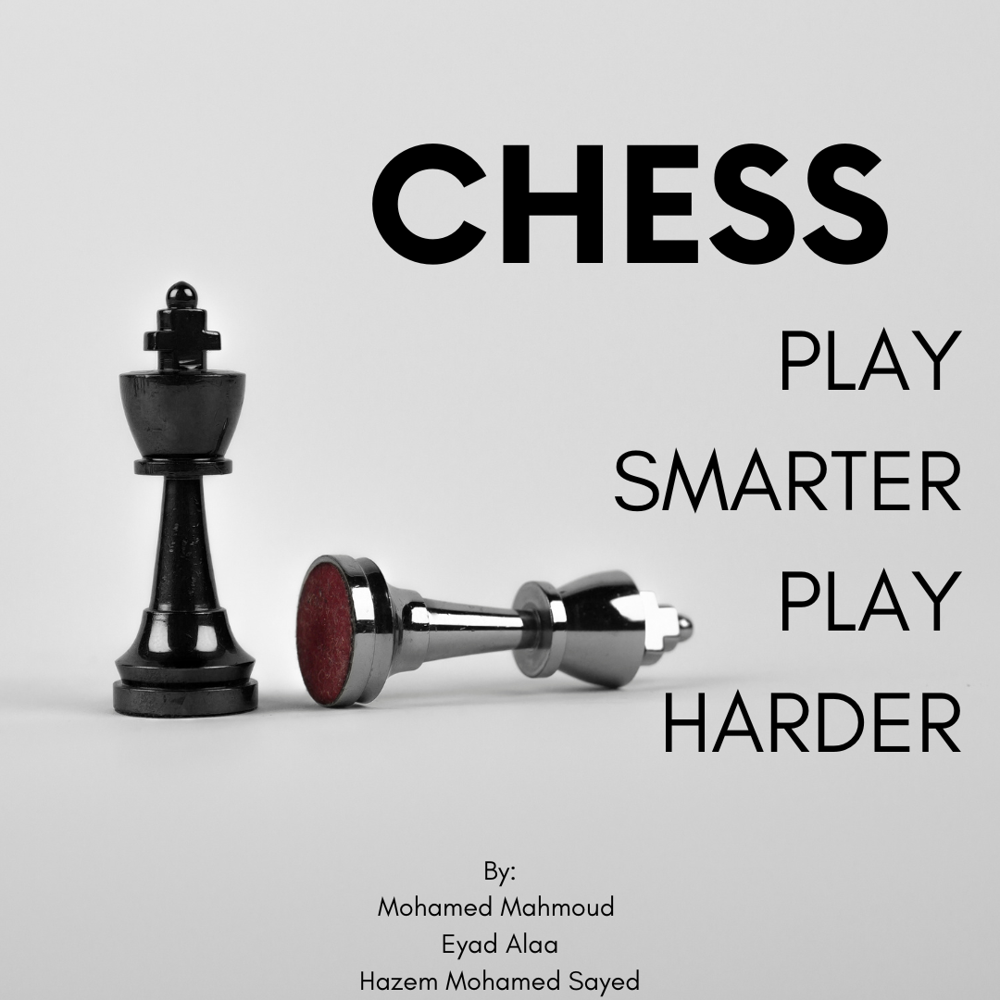 CHESS
PLAY
SMARTER
PLAY
HARDER
By:
Mohamed Mahmoud
Eyad Alaa
Hazem Mohamed Sayed